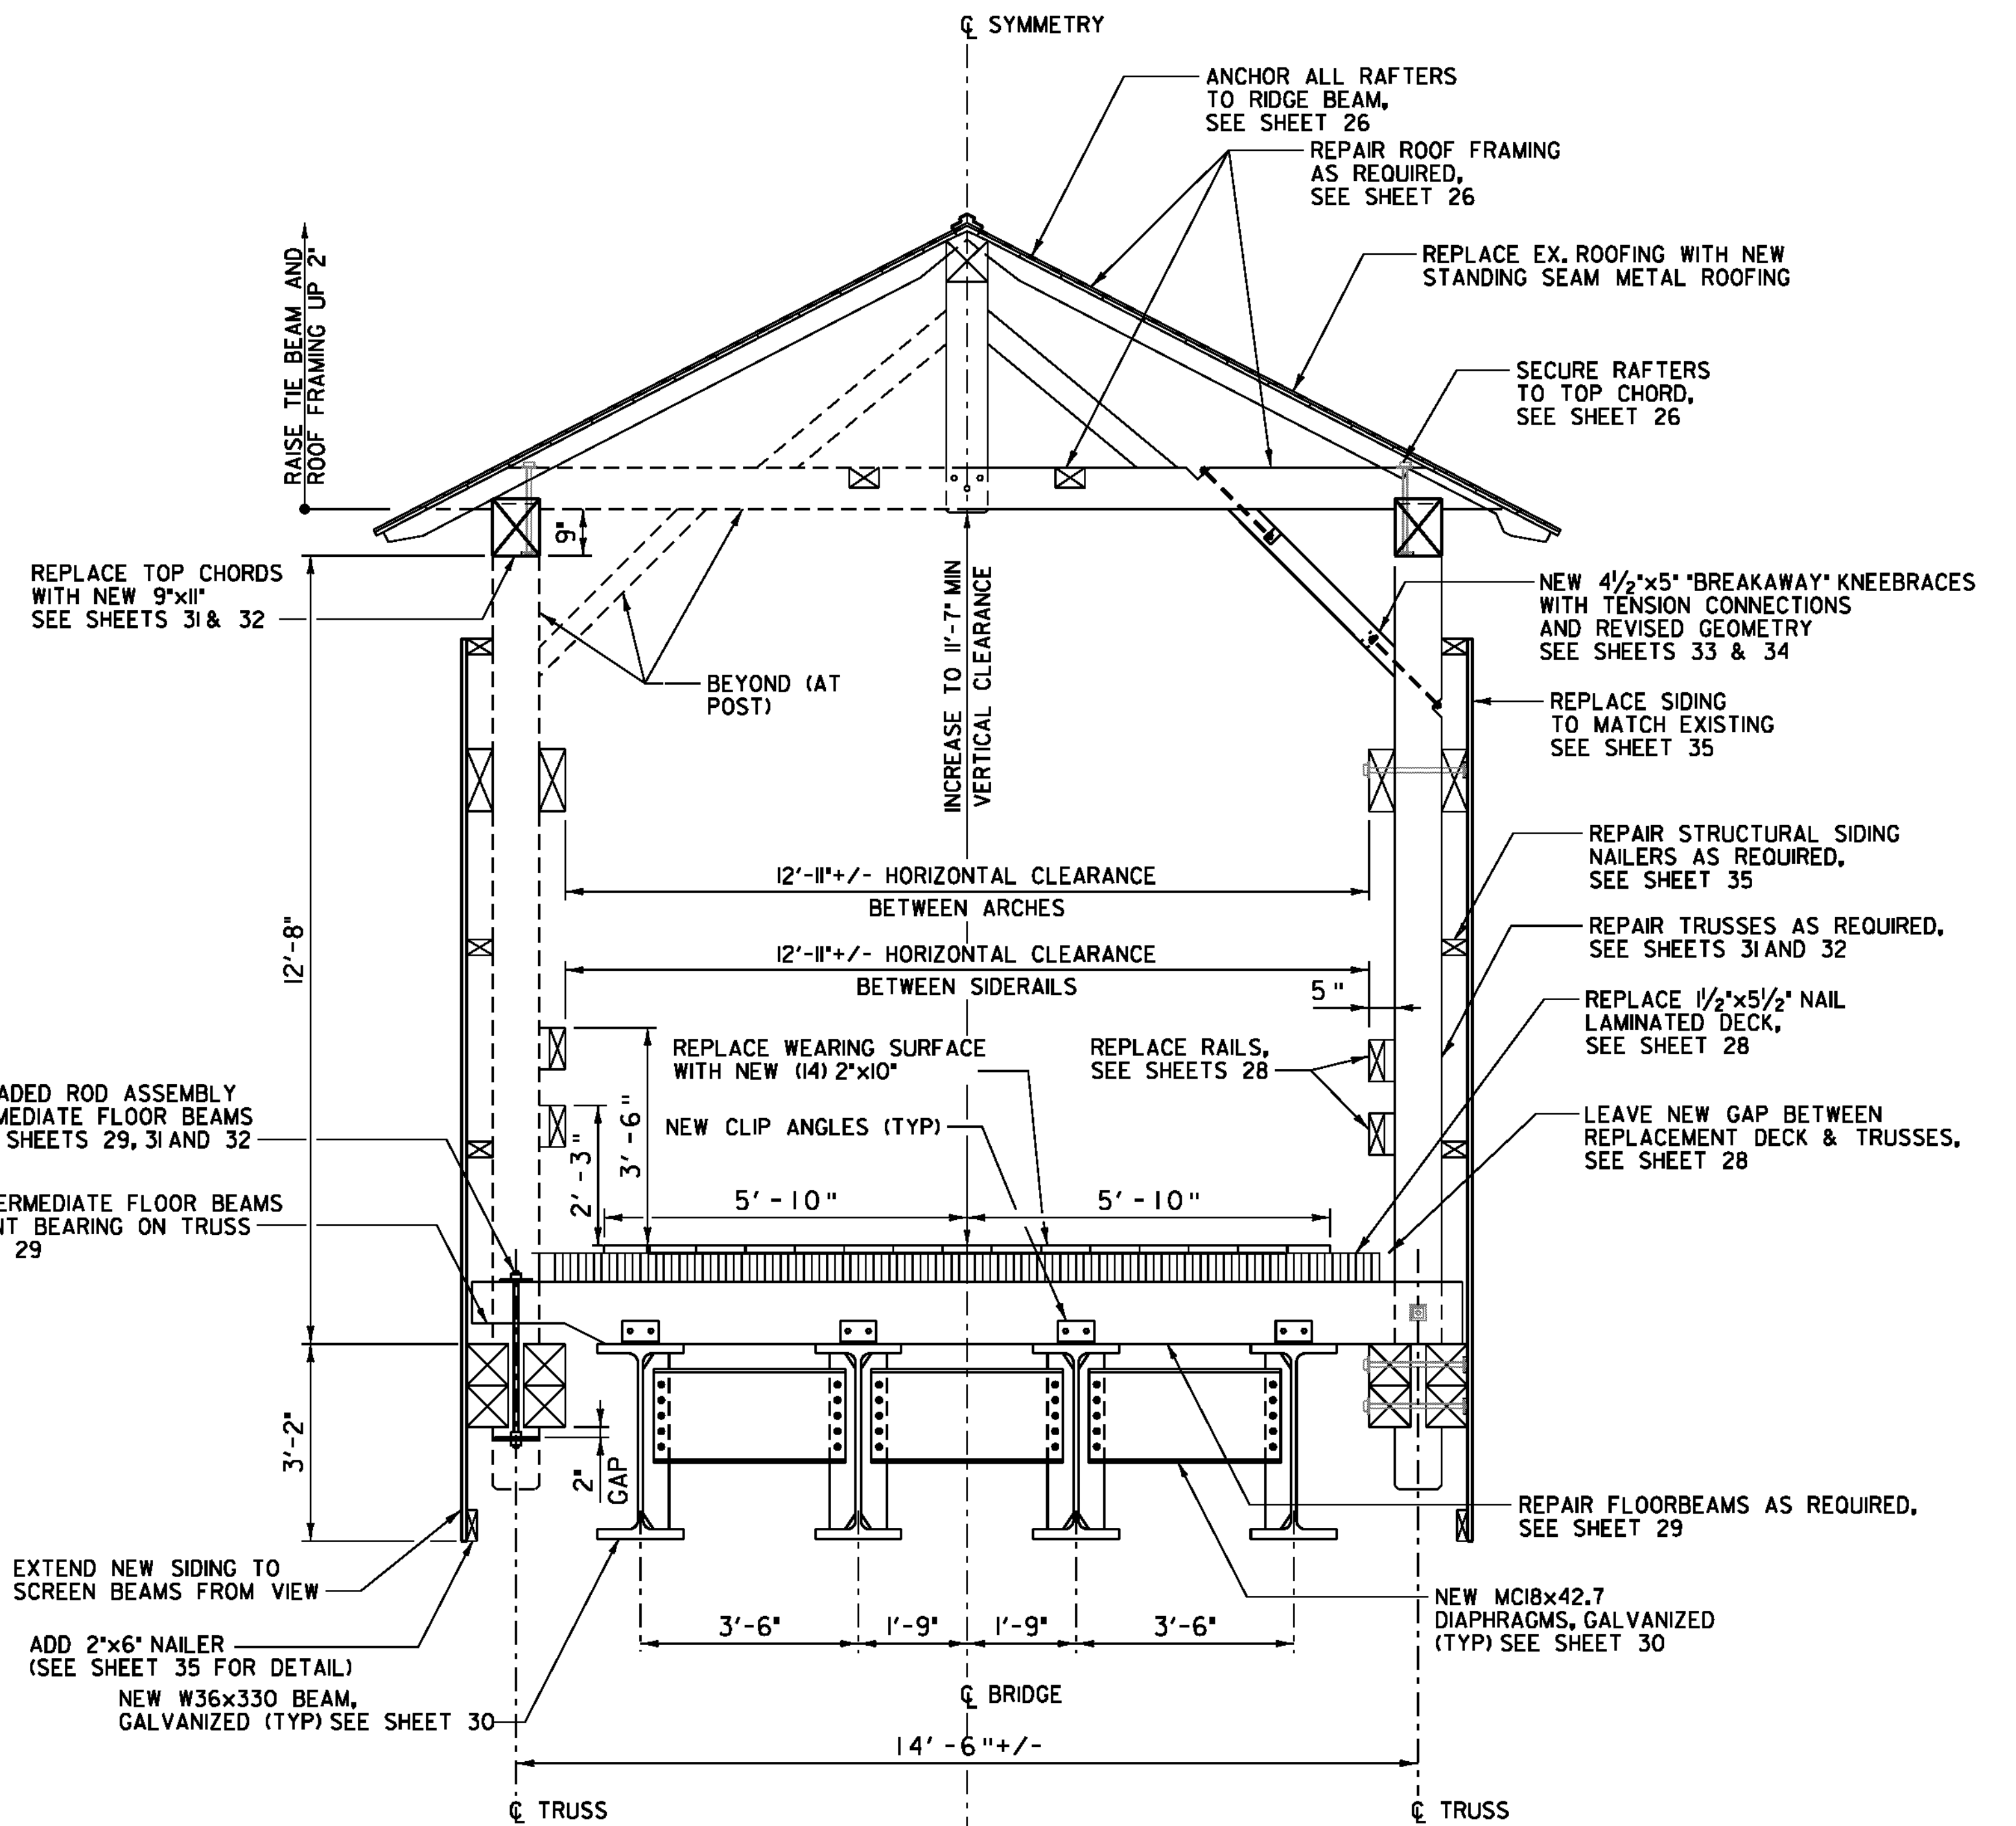 ℄ SYMMETRY
ANCHOR ALL RAFTERS
TO RIDGE BEAM,
SEE SHEET 26
REPAIR ROOF FRAMING
AS REQUIRED,
SEE SHEET 26
RAISE TIE BEAM AND
ROOF FRAMING UP 2"
REPLACE EX. ROOFING WITH NEW
STANDING SEAM METAL ROOFING
SECURE RAFTERS
TO TOP CHORD,
SEE SHEET 26
9"
REPLACE TOP CHORDS
WITH NEW 9"x11"
SEE SHEETS 31 & 32
INCREASE TO 11'-7" MIN
VERTICAL CLEARANCE
NEW 4 1/2"x5" "BREAKAWAY" KNEEBRACES
WITH TENSION CONNECTIONS
AND REVISED GEOMETRY
SEE SHEETS 33 & 34
BEYOND (AT
POST)
REPLACE SIDING
TO MATCH EXISTING
SEE SHEET 35
12'-11"+/- HORIZONTAL CLEARANCE
BETWEEN ARCHES
REPAIR STRUCTURAL SIDING
NAILERS AS REQUIRED,
SEE SHEET 35
12'-8"
12'-11"+/- HORIZONTAL CLEARANCE
BETWEEN SIDERAILS
REPAIR TRUSSES AS REQUIRED,
SEE SHEETS 31 AND 32
5"
REPLACE 1 1/2"x5 1/2" NAIL
LAMINATED DECK,
SEE SHEET 28
REPLACE WEARING SURFACE
WITH NEW (14) 2"x10"
REPLACE RAILS,
SEE SHEETS 28
ADED ROD ASSEMBLY
MEDIATE FLOOR BEAMS
SHEETS 29, 31 AND 32
NEW CLIP ANGLES (TYP)
LEAVE NEW GAP BETWEEN
REPLACEMENT DECK & TRUSSES,
SEE SHEET 28
2'-3"
3'-6"
5'-10"
5'-10"
ERMEDIATE FLOOR BEAMS
NT BEARING ON TRUSS
29
3'-2"
2"
GAP
REPAIR FLOORBEAMS AS REQUIRED,
SEE SHEET 29
EXTEND NEW SIDING TO
SCREEN BEAMS FROM VIEW
NEW MC18x42.7
DIAPHRAGMS, GALVANIZED
(TYP) SEE SHEET 30
3'-6"
1'-9"
1'-9"
3'-6"
ADD 2"x6" NAILER
(SEE SHEET 35 FOR DETAIL)
NEW W36x330 BEAM,
GALVANIZED (TYP) SEE SHEET 30
℄ BRIDGE
14'-6"+/-
℄ TRUSS
℄ TRUSS